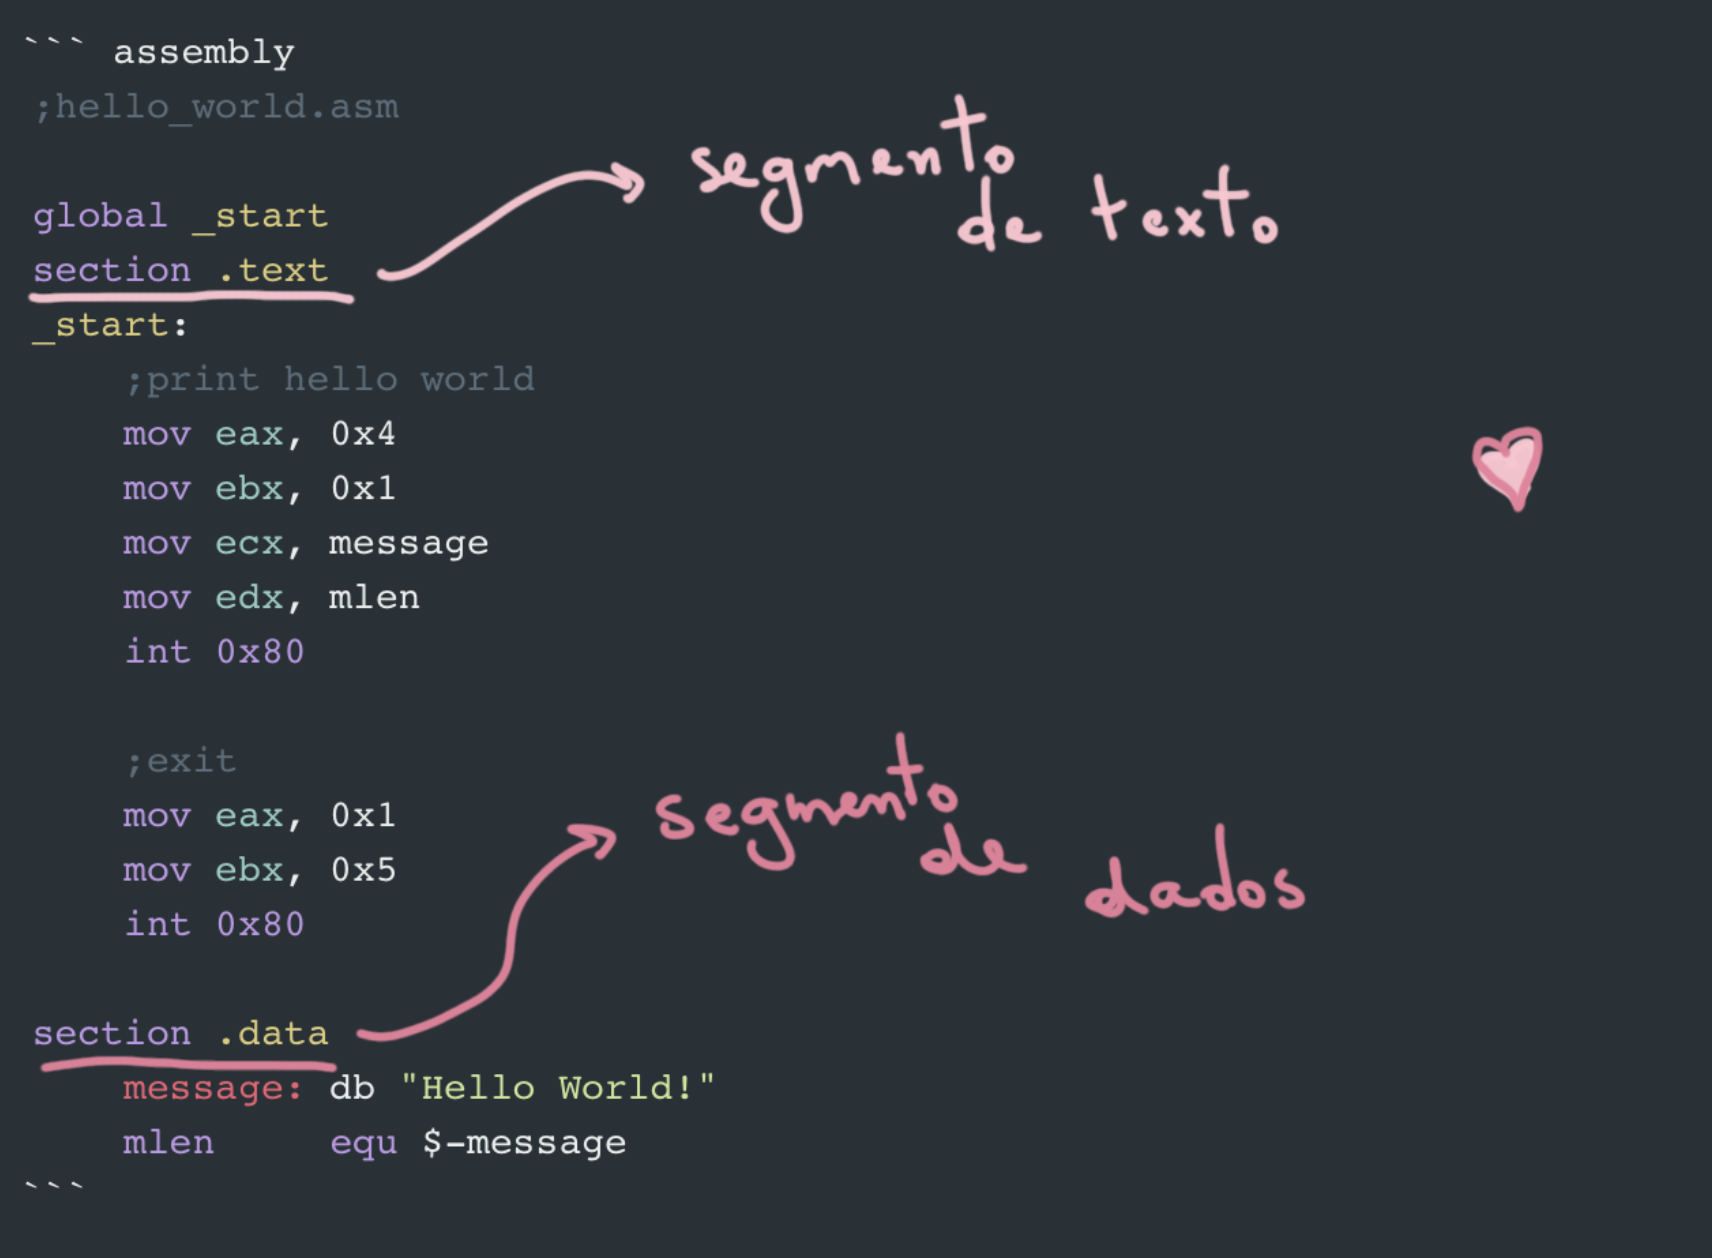 ``` assembly
;hello_world.asm
segmento
de texto
global _start
section .text
_start:
;print hello world
mov eax, 0x4
mov ebx, 0x1
mov ecx, message
mov edx, mlen
int 0x80
;exit
segmento
de dados
mov eax, 0x1
mov ebx, 0x5
int 0x80
section .data
message: db "Hello World!"
mlen     equ $-message
```